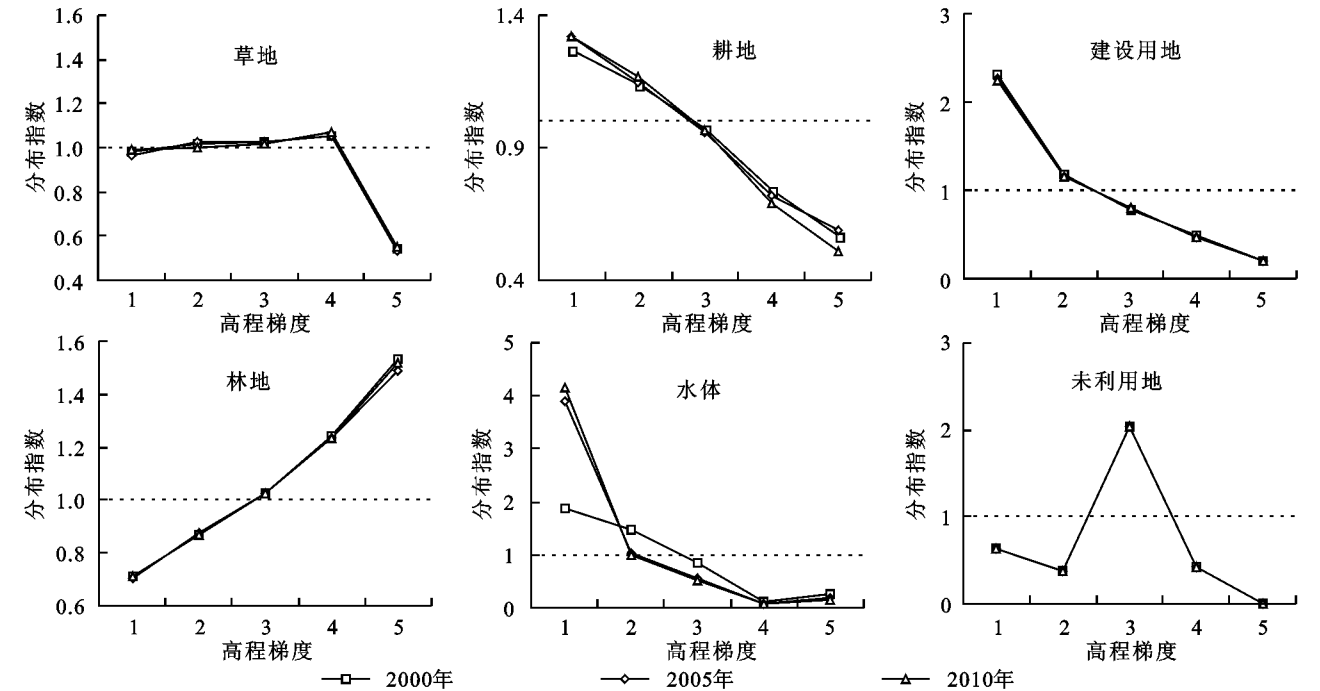 草地
分布指数
1.6
1.4
1.2
1.0
0.8
0.6
0.4
1 2 3 4 5
高程梯度
耕地
分布指数
1.4
0.9
0.4
1 2 3 4 5
高程梯度
建设用地
分布指数
3
2
1
0
1 2 3 4 5
高程梯度
林地
分布指数
1.6
1.4
1.2
1.0
0.8
0.6
1 2 3 4 5
高程梯度
水体
分布指数
5
4
3
2
1
0
1 2 3 4 5
高程梯度
未利用地
分布指数
3
2
1
0
1 2 3 4 5
高程梯度
2000年 2005年 2010年